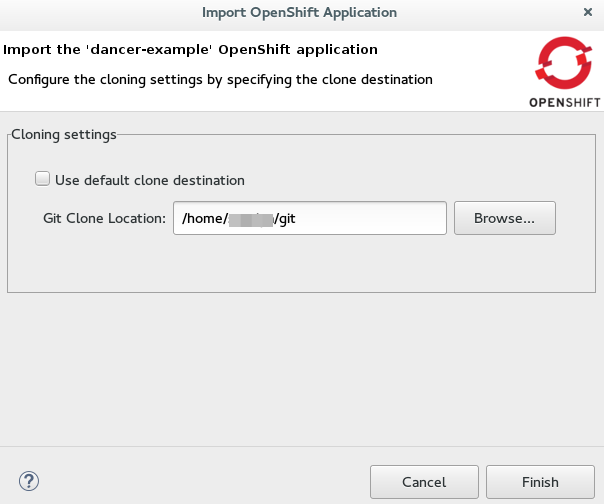 Import OpenShift Application
Import the 'dancer-example' OpenShift application
Configure the cloning settings by specifying the clone destination
OPENSHIFT
Cloning settings
Use default clone destination
Git Clone Location: /home/ /git Browse...
Cancel Finish